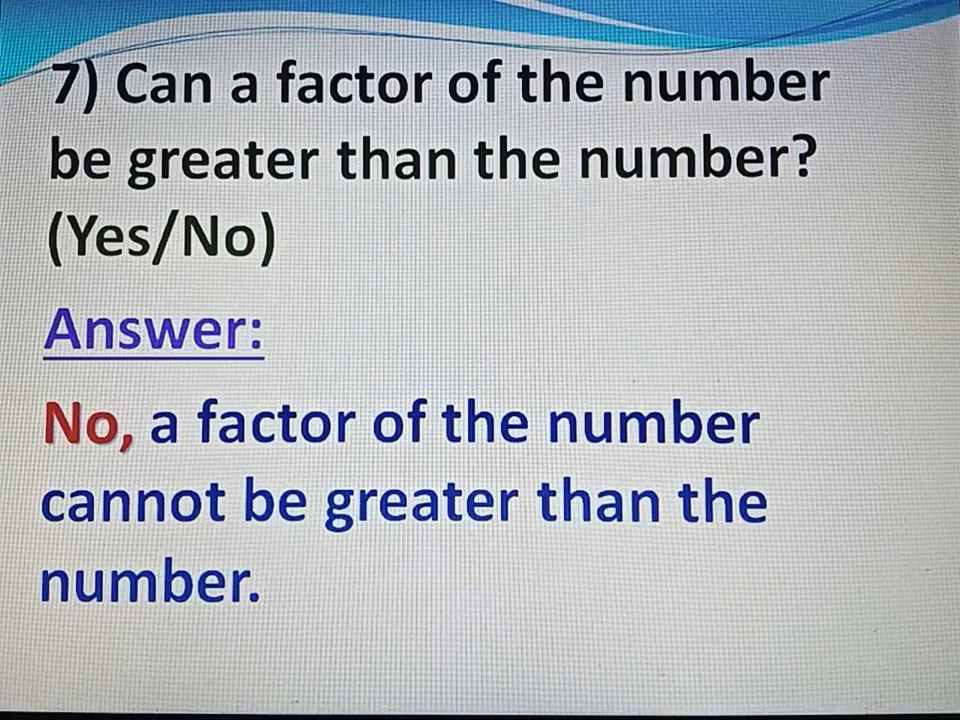 7) Can a factor of the number
be greater than the number?
(Yes/No)
Answer:
No, a factor of the number
cannot be greater than the
number.